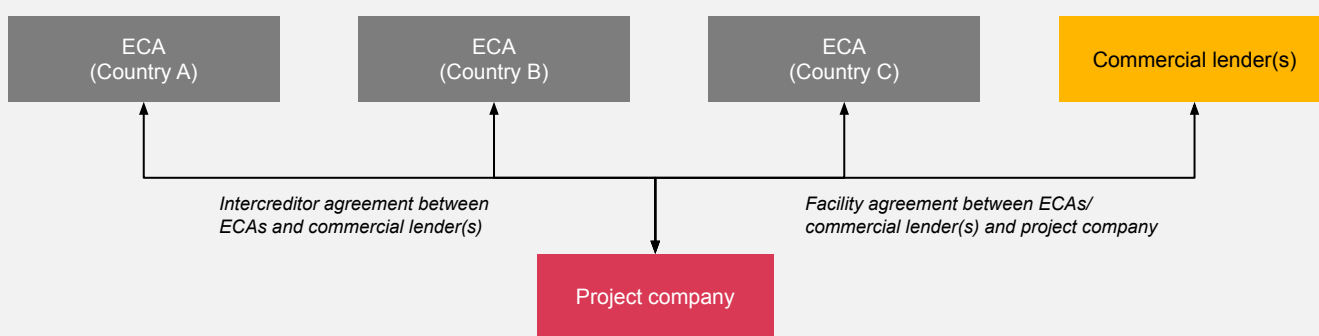 ECA
(Country A)
ECA
(Country B)
ECA
(Country C)
Commercial lender(s)
Intercreditor agreement between
ECAs and commercial lender(s)
Facility agreement between ECAs/
commercial lender(s) and project company
Project company